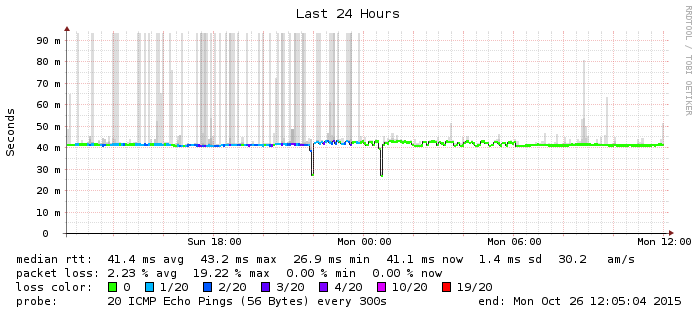 Last 24 Hours
RRDTOOL / TOBI OETIKER
Seconds
90 m
80 m
70 m
60 m
50 m
40 m
30 m
20 m
10 m
0
Sun 18:00 Mon 00:00 Mon 06:00 Mon 12:00
median rtt: 41.4 ms avg 43.2 ms max 26.9 ms min 41.1 ms now 1.4 ms sd 30.2 am/s
packet loss: 2.23 % avg 19.22 % max 0.00 % min 0.00 % now
loss color: 0 1/20 2/20 3/20 4/20 10/20 19/20
probe: 20 ICMP Echo Pings (56 Bytes) every 300s end: Mon Oct 26 12:05:04 2015